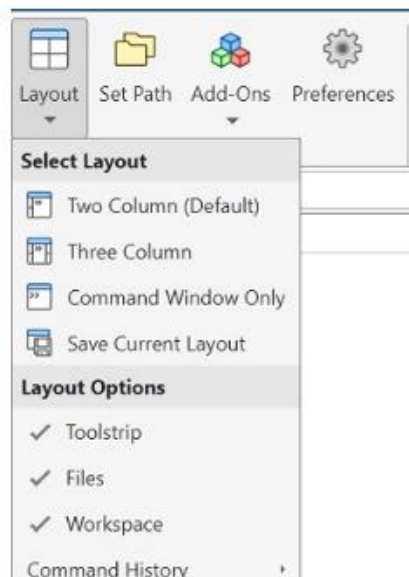 Layout Set Path Add-Ons Preferences
Select Layout
Two Column (Default)
Three Column
Command Window Only
Save Current Layout
Layout Options
Toolstrip
Files
Workspace
Command History